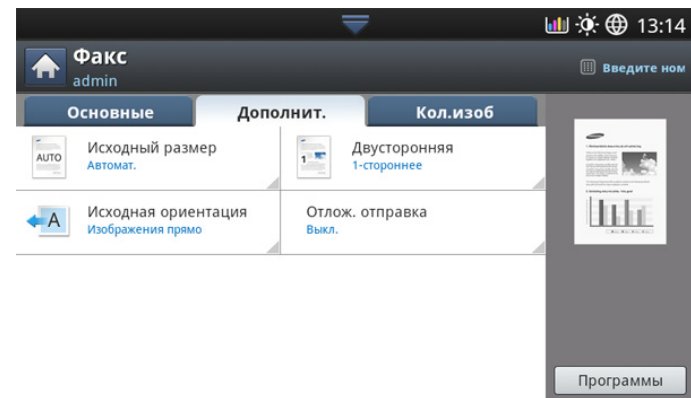 13:14
Факс
admin
Введите ном
Основные
Дополнит.
Кол.изоб
AUTO
Исходный размер
Автомат.
1
Двусторонняя
1-стороннее
A
Исходная ориентация
Изображения прямо
Отлож. отправка
Выкл.
Программы